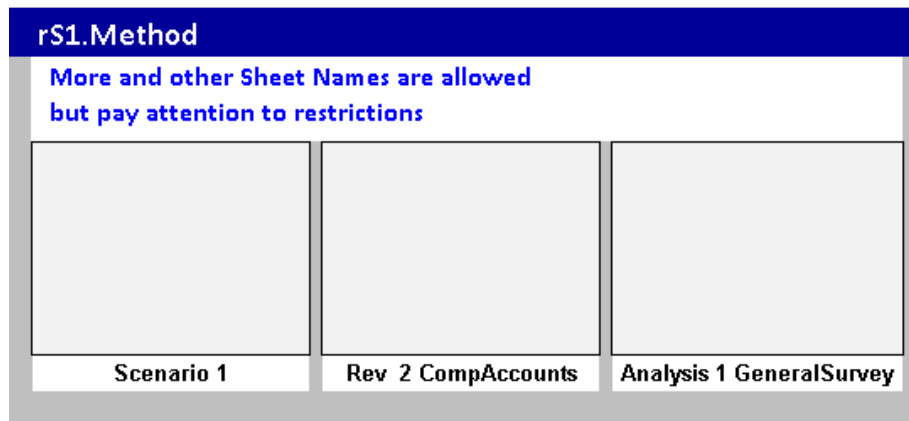 rS1.Method
More and other Sheet Names are allowed
but pay attention to restrictions
Scenario 1
Rev  2 CompAccounts
Analysis 1 GeneralSurvey